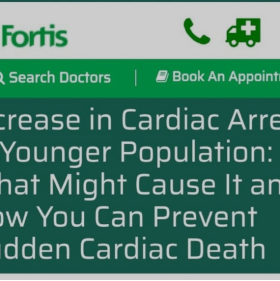 Fortis
Search Doctors | Book An Appoint
crease in Cardiac Arre
Younger Population:
hat Might Cause It an
ow You Can Prevent
udden Cardiac Death